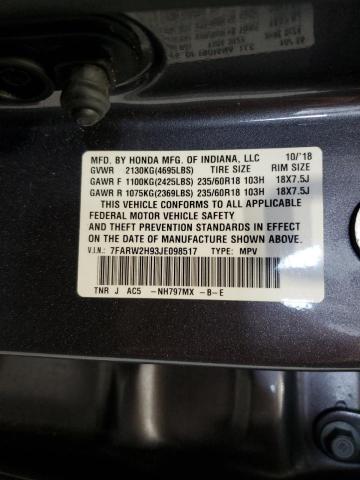 MFD. BY HONDA MFG. OF INDIANA, LLC 10/'18
GVWR 2130KG(4695LBS) TIRE SIZE RIM SIZE
GAWR F 1100KG(2425LBS) 235/60R18 103H 18X7.5J
GAWR R 1075KG(2369LBS) 235/60R18 103H 18X7.5J
THIS VEHICLE CONFORMS TO ALL APPLICABLE
FEDERAL MOTOR VEHICLE SAFETY
AND THEFT PREVENTION STANDARDS IN EFFECT
ON THE DATE OF MANUFACTURE SHOWN ABOVE.
V.I.N.: 7FARW2H93JE098517 TYPE: MPV
TNR J AC5 -NH797MX -B-E